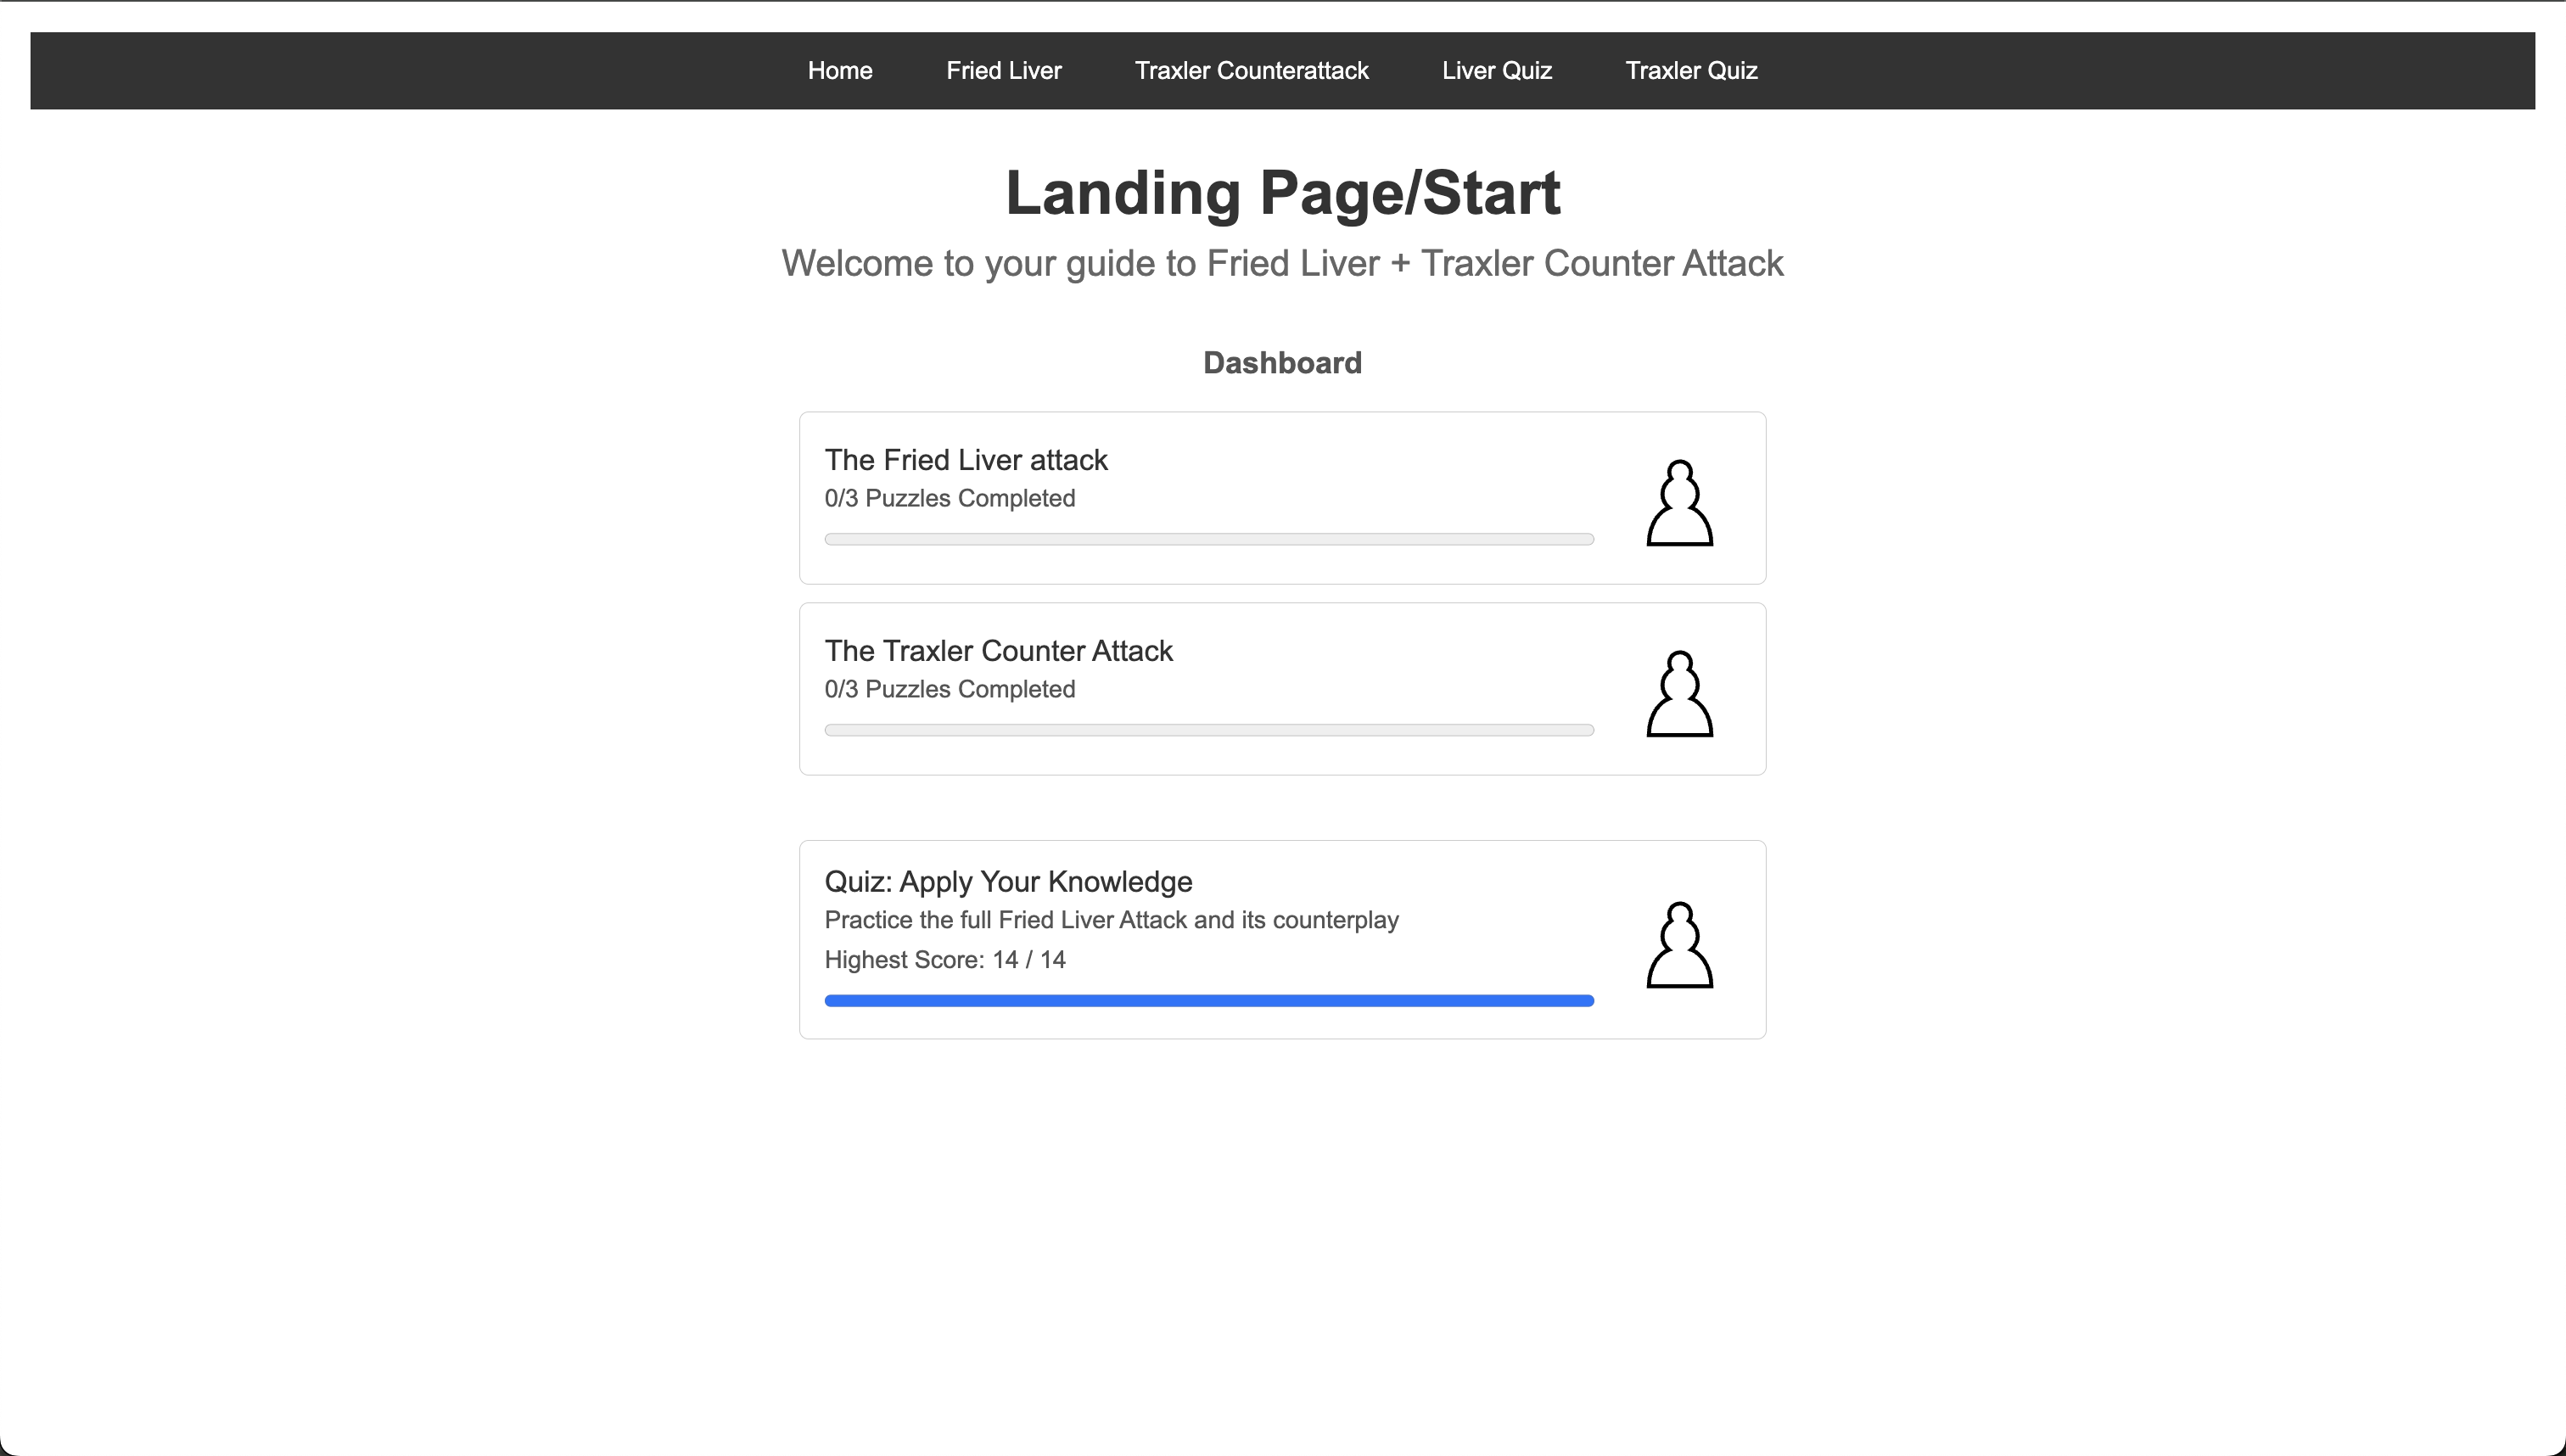 Home Fried Liver Traxler Counterattack Liver Quiz Traxler Quiz
Landing Page/Start
Welcome to your guide to Fried Liver + Traxler Counter Attack
Dashboard
The Fried Liver attack
0/3 Puzzles Completed
The Traxler Counter Attack
0/3 Puzzles Completed
Quiz: Apply Your Knowledge
Practice the full Fried Liver Attack and its counterplay
Highest Score: 14 / 14